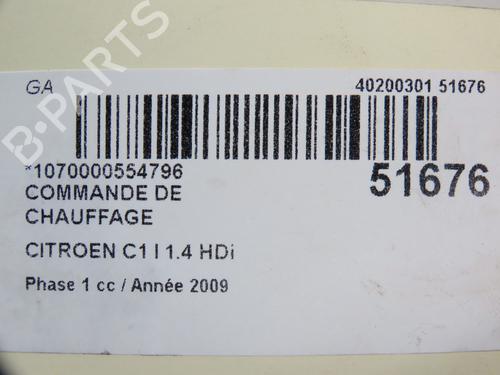 B-PARTS
GA
40200301 51676
*1070000554796
51676
COMMANDE DE
CHAUFFAGE
CITROEN C1 I 1.4 HDi
Phase 1 cc / Année 2009